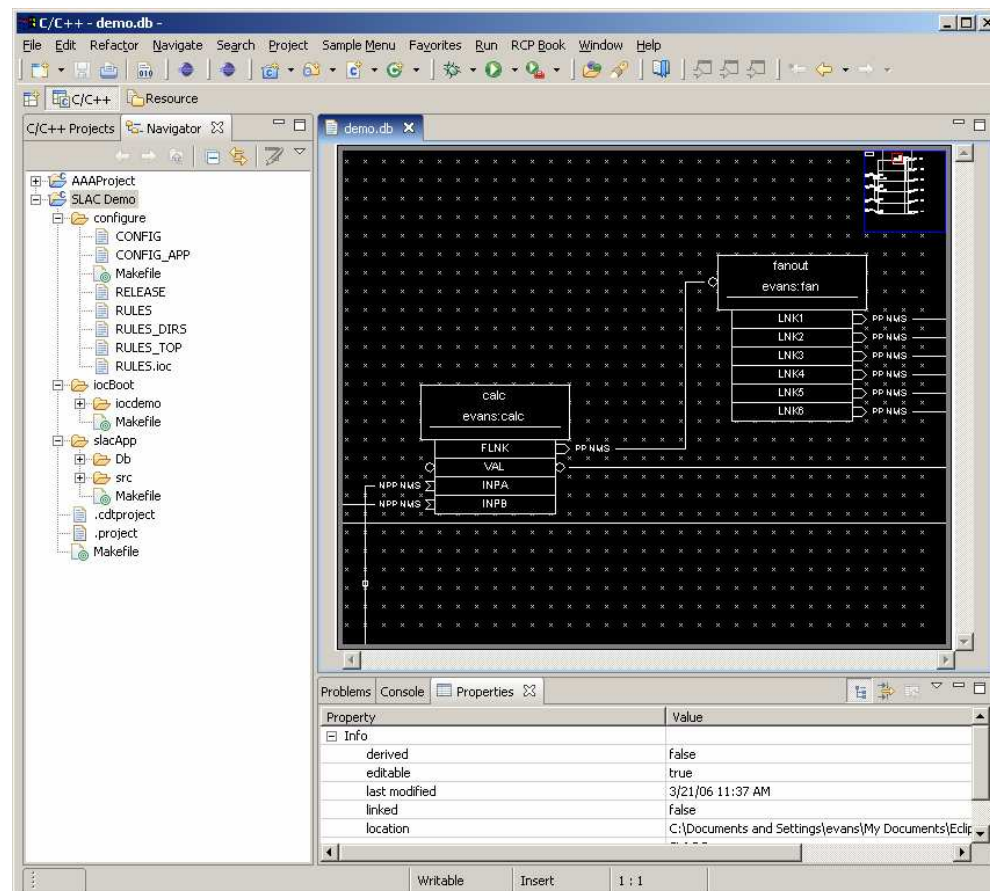 C/C++ - demo.db -
File Edit Refactor Navigate Search Project Sample Menu Favorites Run RCP Book Window Help
C/C++ Resource
C/C++ Projects Navigator
AAAProject
SLAC Demo
configure
CONFIG
CONFIG_APP
Makefile
RELEASE
RULES
RULES_DIRS
RULES_TOP
RULES.ioc
iocBoot
iocdemo
Makefile
slacApp
Db
src
Makefile
.cdtproject
.project
Makefile
demo.db
fanout
evans:fan
LNK1 PP NMS
LNK2 PP NMS
LNK3 PP NMS
LNK4 PP NMS
LNK5 PP NMS
LNK6 PP NMS
calc
evans:calc
FLNK PP NMS
VAL
NPP NMS INPA
NPP NMS INPB
Problems Console Properties
Property Value
Info
derived false
editable true
last modified 3/21/06 11:37 AM
linked false
location C:\Documents and Settings\evans\My Documents\Eclip
Writable Insert 1 : 1